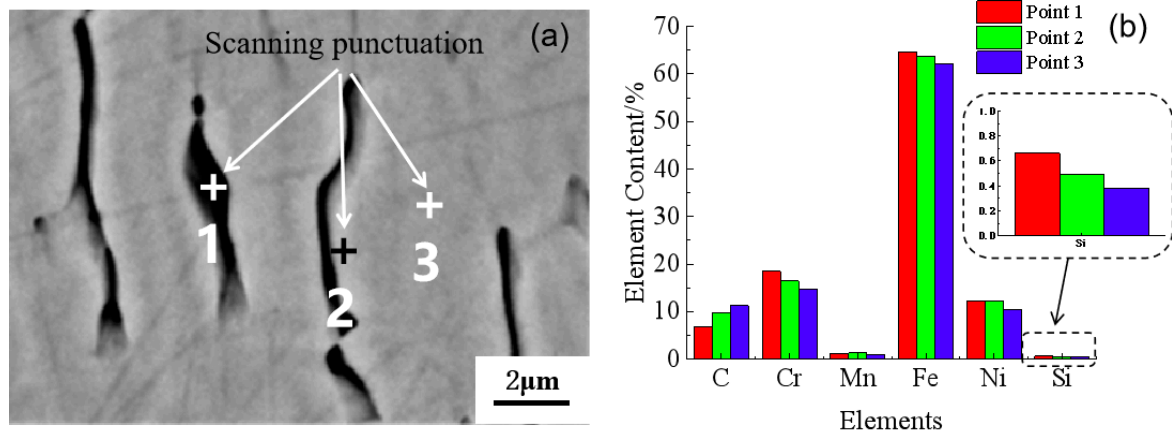 Scanning punctuation
(a)
1
2
3
2μm
(b)
Point 1
Point 2
Point 3
Element Content/%
70
60
50
40
30
20
10
0
1.0
0.8
0.6
0.4
0.2
0.0
Si
C Cr Mn Fe Ni Si
Elements